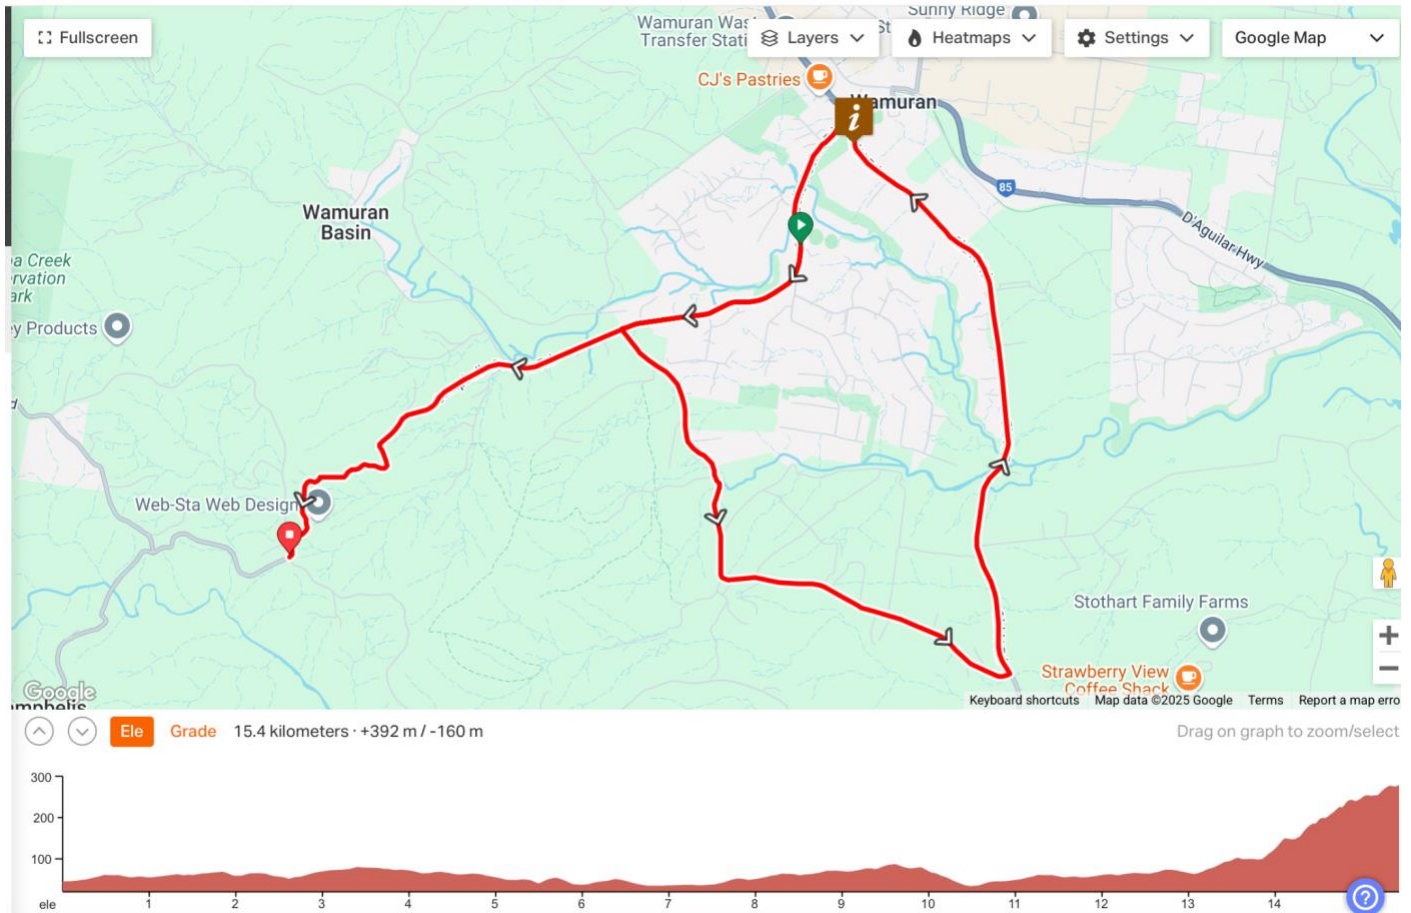 Fullscreen
Wamuran Was
Transfer Stati
Sunny Ridge
St
Layers
Heatmaps
Settings
Google Map
CJ's Pastries
Wamuran
85
D'Aguilar Hwy
Wamuran
Basin
a Creek
rvation
ark
ey Products
d
Web-Sta Web Design
Stothart Family Farms
Strawberry View
Coffee Shack
Google
mpbells
Keyboard shortcuts
Map data ©2025 Google
Terms
Report a map erro
Ele
Grade
15.4 kilometers · +392 m / -160 m
Drag on graph to zoom/select
300
200
100
ele
1
2
3
4
5
6
7
8
9
10
11
12
13
14